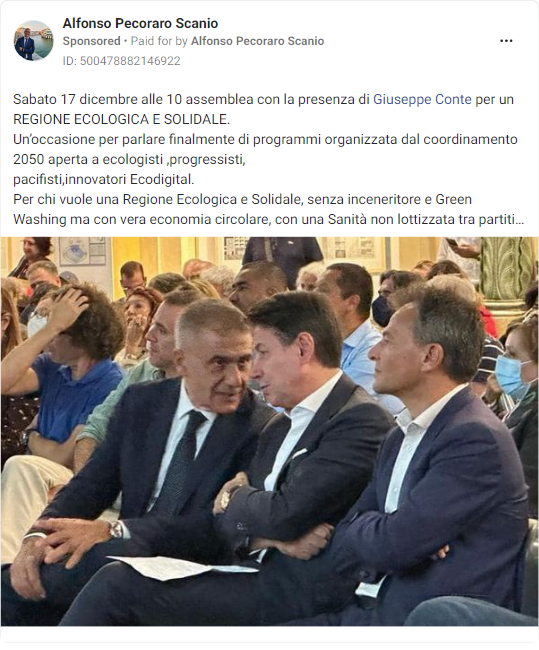 Alfonso Pecoraro Scanio
Sponsored • Paid for by Alfonso Pecoraro Scanio
ID: 500478882146922
Sabato 17 dicembre alle 10 assemblea con la presenza di Giuseppe Conte per un
REGIONE ECOLOGICA E SOLIDALE.
Un'occasione per parlare finalmente di programmi organizzata dal coordinamento
2050 aperta a ecologisti ,progressisti,
pacifisti,innovatori Ecodigital.
Per chi vuole una Regione Ecologica e Solidale, senza inceneritore e Green
Washing ma con vera economia circolare, con una Sanità non lottizzata tra partiti...